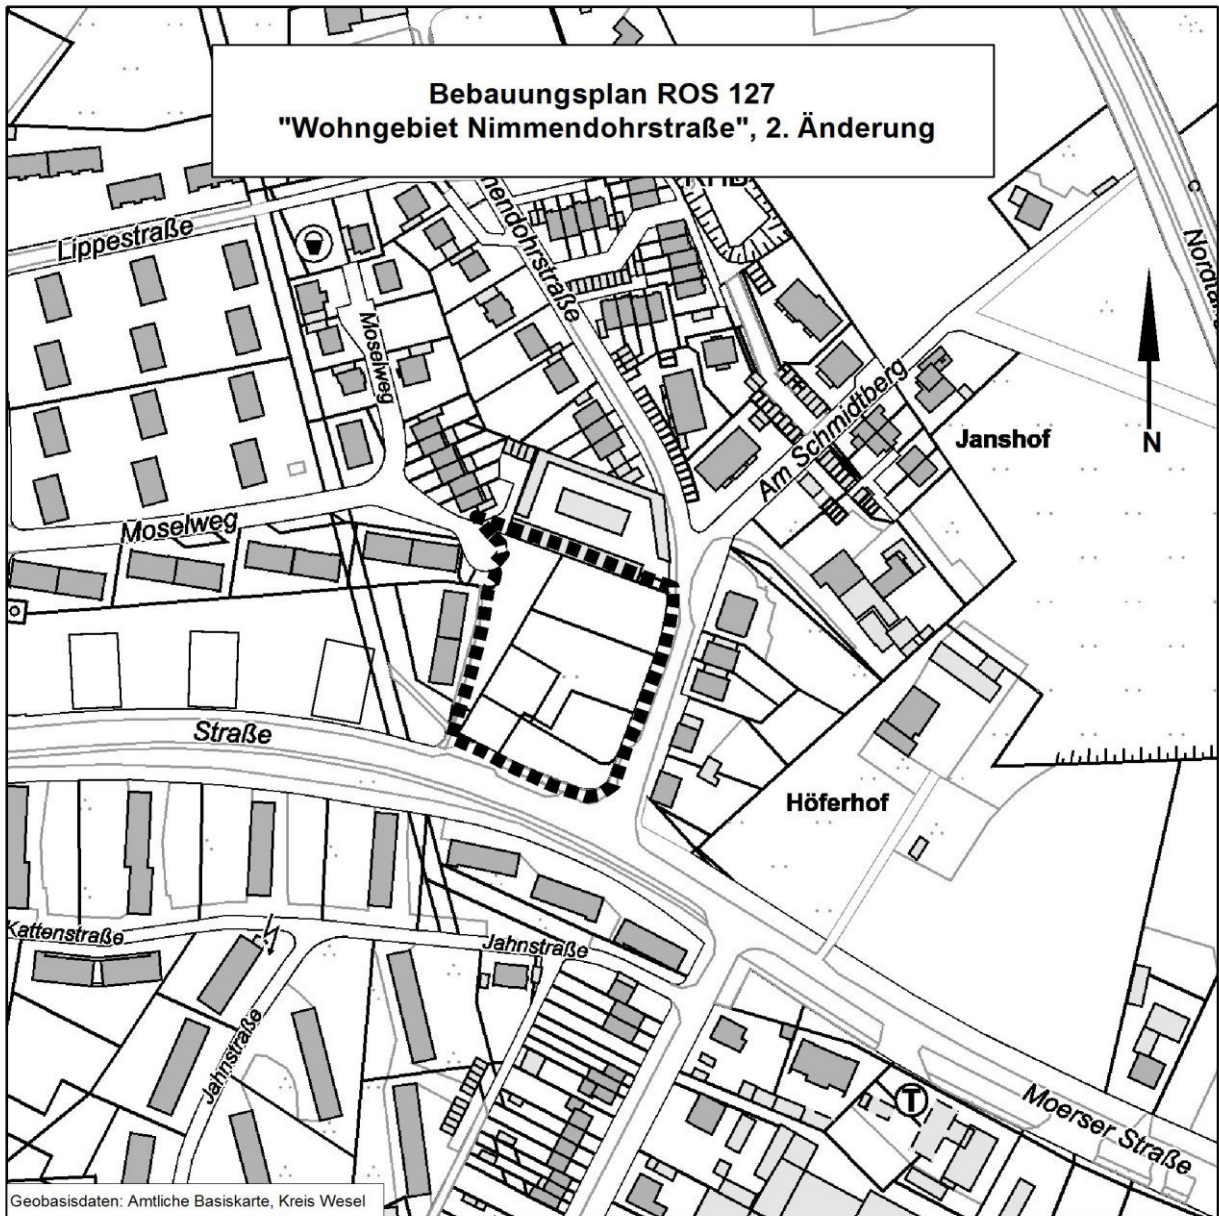 Bebauungsplan ROS 127
"Wohngebiet Nimmendohrstraße", 2. Änderung
Lippestraße
Moselweg
Am Schmidtberg
Janshof
N
Moselweg
Straße
Höferhof
Kattenstraße
Jahnstraße
Jahnstraße
T
Moerser Straße
Geobasisdaten: Amtliche Basiskarte, Kreis Wesel